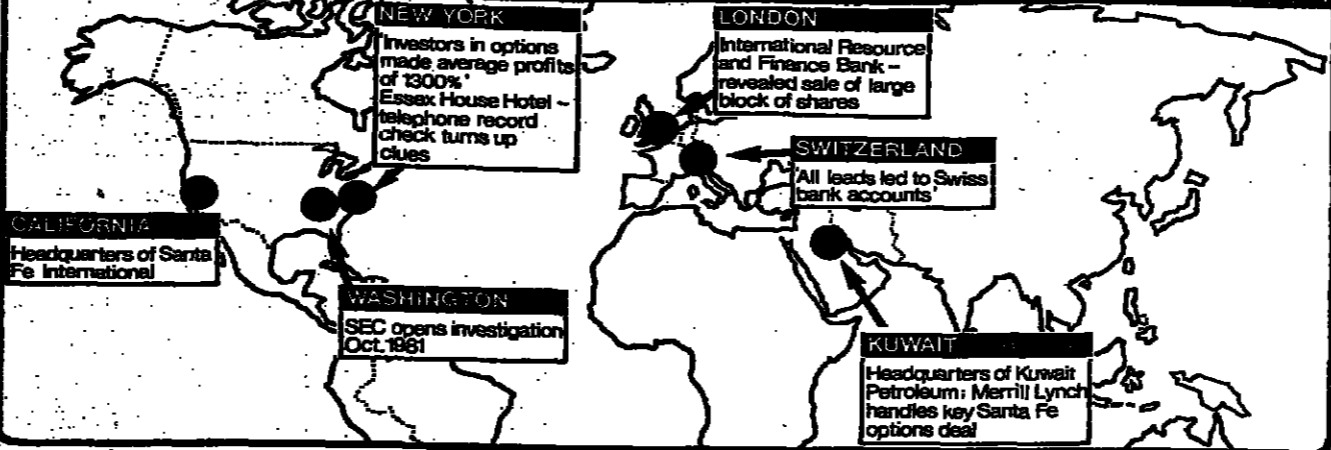 NEW YORK
'Investors in options
made average profits
of 1300%'
Essex House Hotel –
telephone record
check turns up
clues
LONDON
International Resource
and Finance Bank –
revealed sale of large
block of shares
SWITZERLAND
'All leads led to Swiss
bank accounts'
CALIFORNIA
Headquarters of Santa
Fe International
WASHINGTON
SEC opens investigation
Oct. 1981
KUWAIT
Headquarters of Kuwait
Petroleum; Merrill Lynch
handles key Santa Fe
options deal